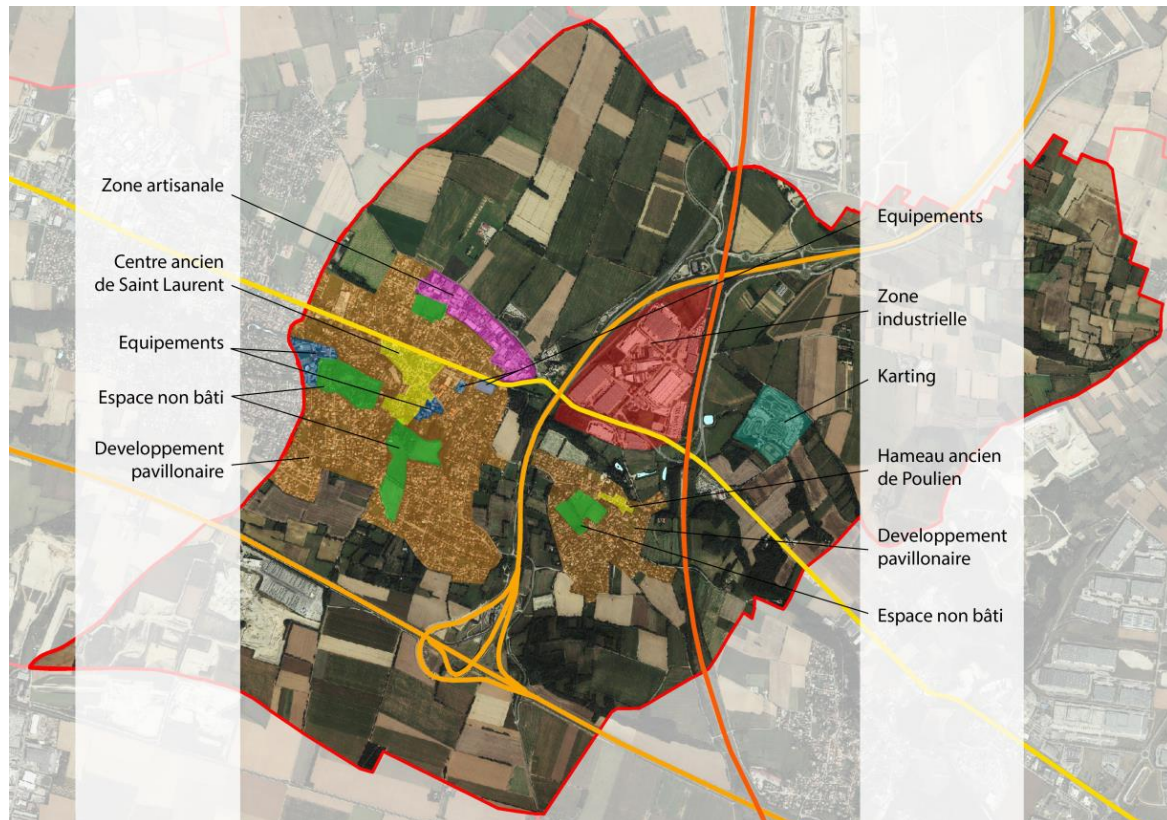 Zone artisanale
Centre ancien
de Saint Laurent
Equipements
Espace non bâti
Developpement
pavillonaire
Equipements
Zone
industrielle
Karting
Hameau ancien
de Poulien
Developpement
pavillonaire
Espace non bâti